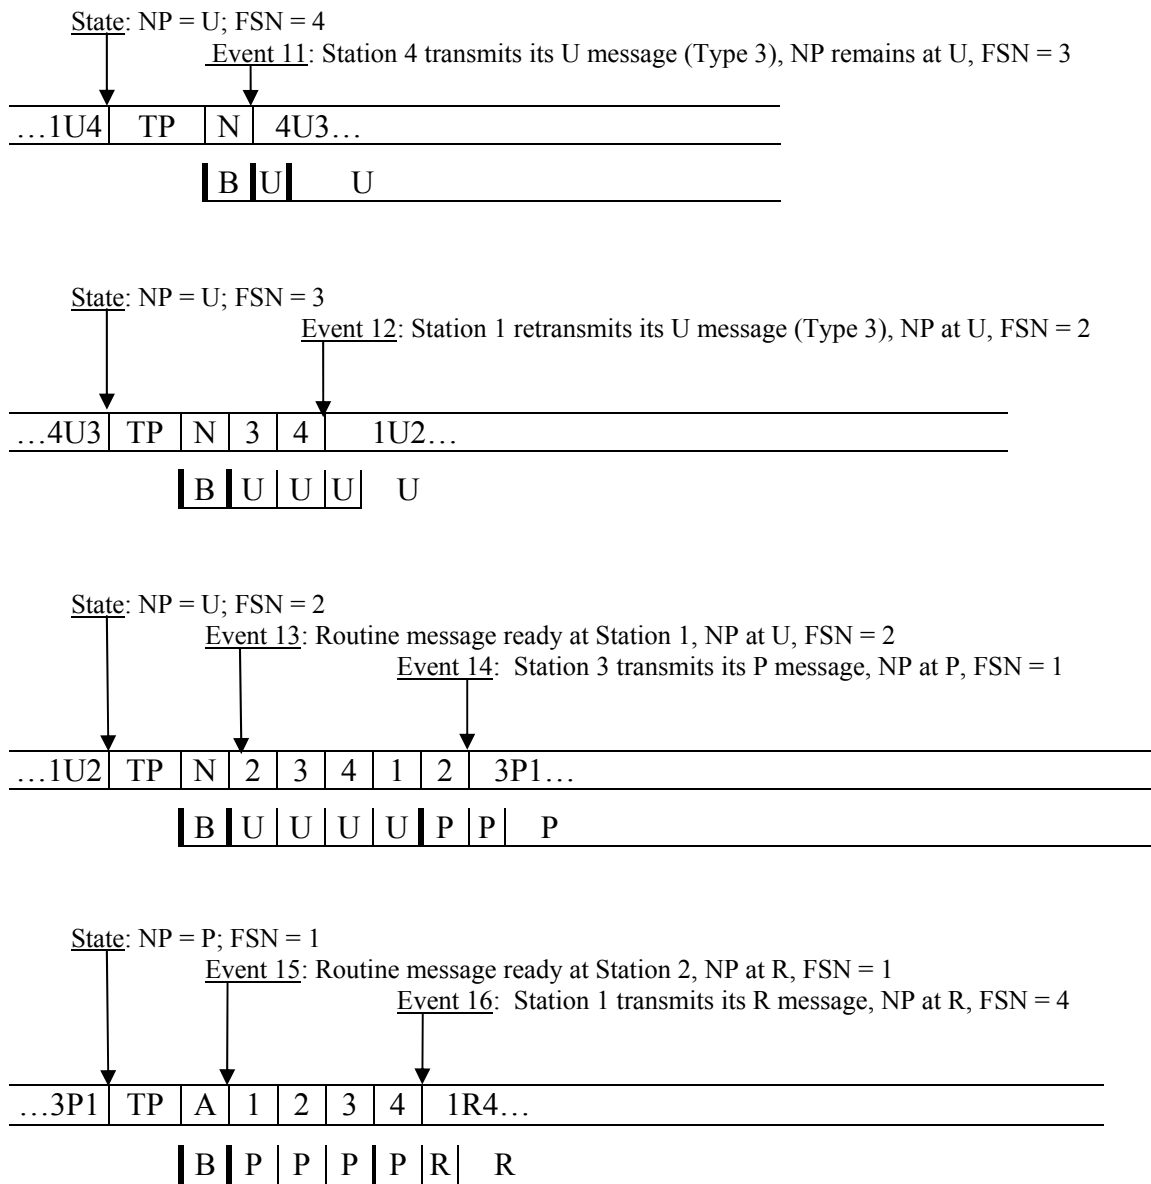 State: NP = U; FSN = 4
Event 11: Station 4 transmits its U message (Type 3), NP remains at U, FSN = 3
…1U4 TP N 4U3…
B U U
State: NP = U; FSN = 3
Event 12: Station 1 retransmits its U message (Type 3), NP at U, FSN = 2
…4U3 TP N 3 4 1U2…
B U U U U
State: NP = U; FSN = 2
Event 13: Routine message ready at Station 1, NP at U, FSN = 2
Event 14: Station 3 transmits its P message, NP at P, FSN = 1
…1U2 TP N 2 3 4 1 2 3P1…
B U U U U P P P
State: NP = P; FSN = 1
Event 15: Routine message ready at Station 2, NP at R, FSN = 1
Event 16: Station 1 transmits its R message, NP at R, FSN = 4
…3P1 TP A 1 2 3 4 1R4…
B P P P P R R